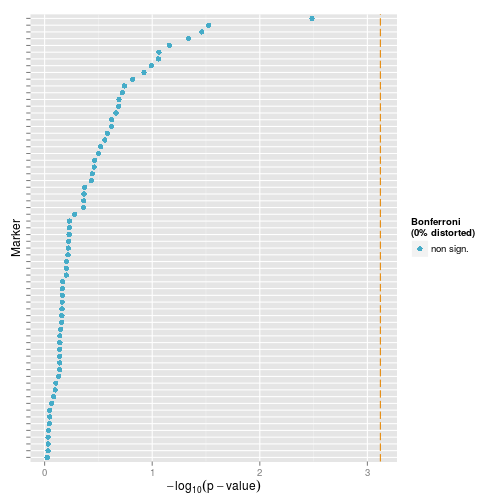 Marker
Bonferroni
(0% distorted)
non sign.
0 1 2 3
−log10(p − value)